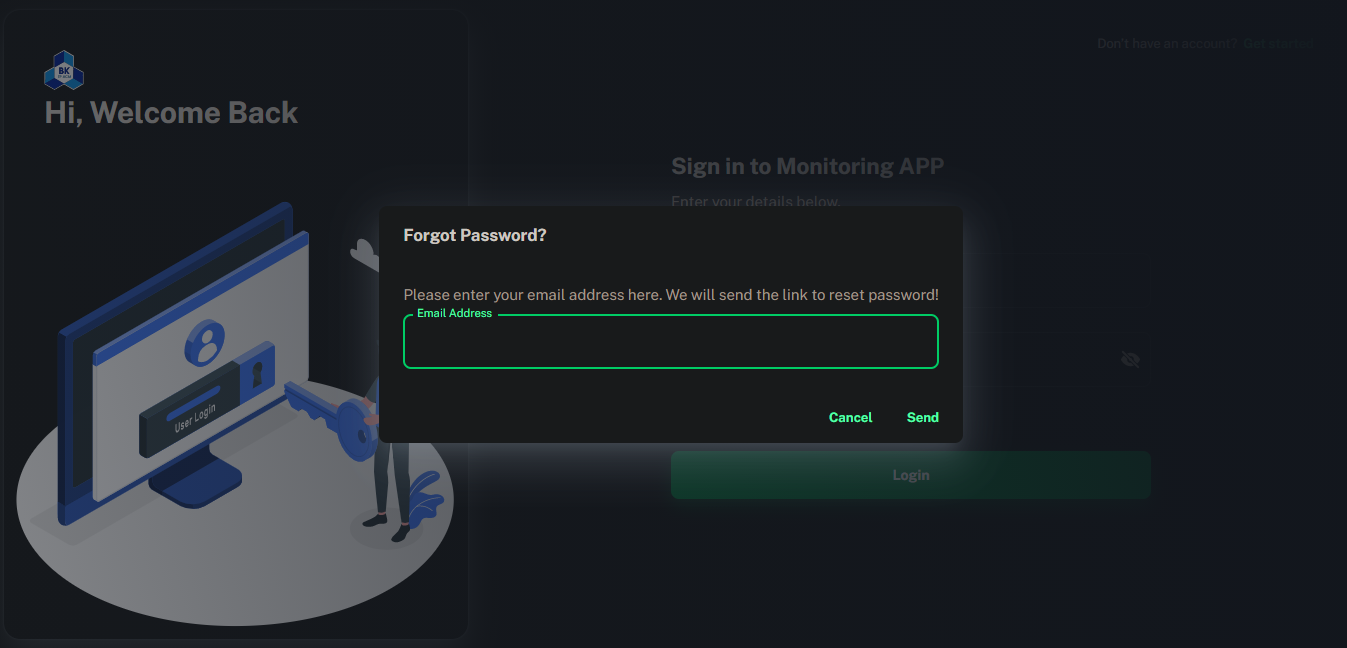 BK
Hi, Welcome Back
Don't have an account? Get started
Sign in to Monitoring APP
Enter your details below.
Forgot Password?
Please enter your email address here. We will send the link to reset password!
Email Address
Cancel
Send
User Login
Login